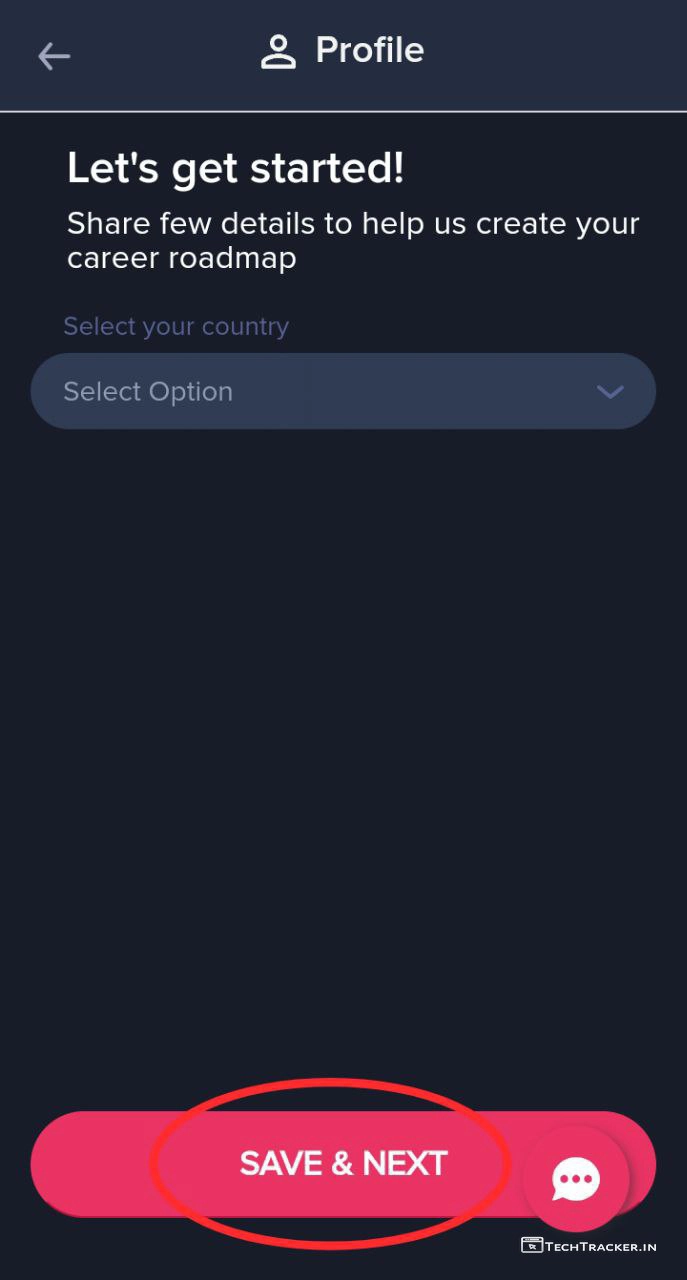 Profile
Let's get started!
Share few details to help us create your
career roadmap
Select your country
Select Option
SAVE & NEXT
TECHTRACKER.IN